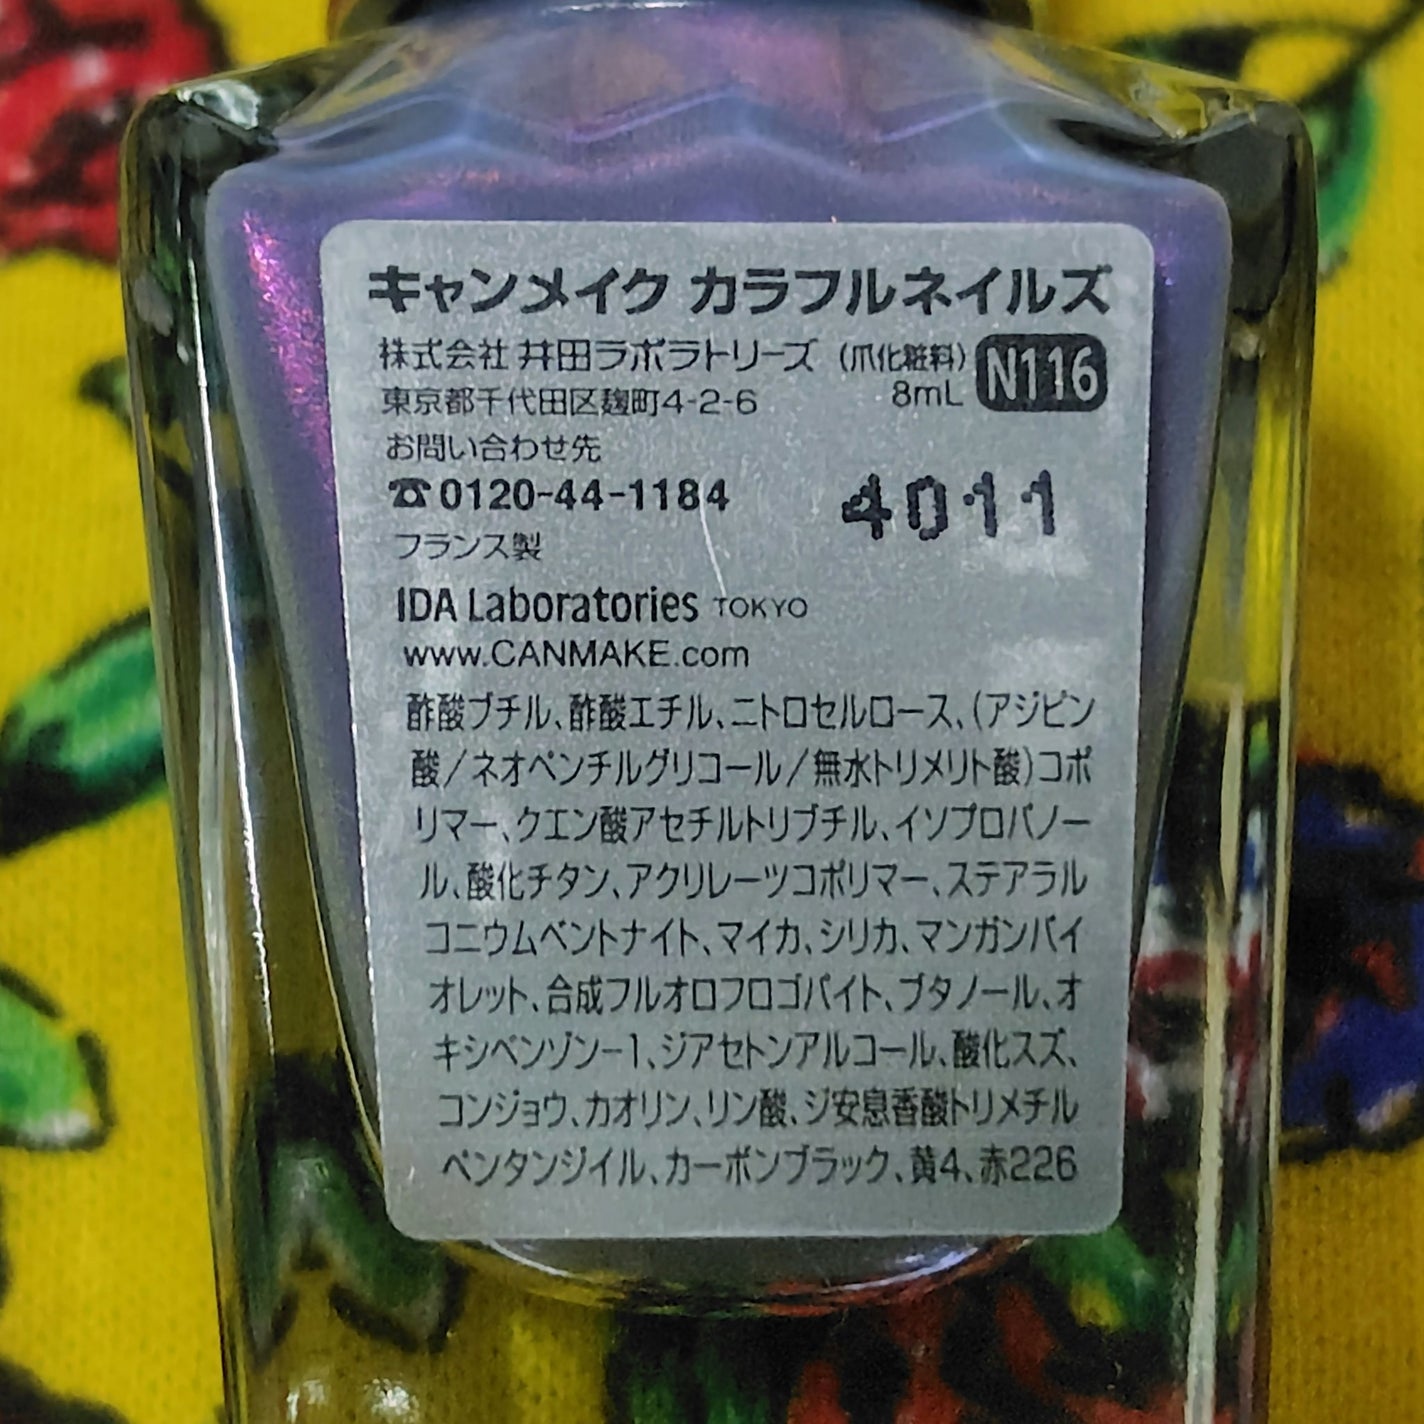 キャンメイク カラフルネイルズ
株式会社 井田ラボラトリーズ (爪化粧料) N116
東京都千代田区麹町4-2-6 8mL
お問い合わせ先
☎0120-44-1184 4011
フランス製
IDA Laboratories TOKYO
www.CANMAKE.com
酢酸ブチル、酢酸エチル、ニトロセルロース、(アジピン
酸/ネオペンチルグリコール/無水トリメリト酸)コポ
リマー、クエン酸アセチルトリブチル、イソプロパノー
ル、酸化チタン、アクリレーツコポリマー、ステアラル
コニウムベントナイト、マイカ、シリカ、マンガンバイ
オレット、合成フルオロフロゴパイト、ブタノール、オ
キシベンゾン-1、ジアセトンアルコール、酸化スズ、
コンジョウ、カオリン、リン酸、ジ安息香酸トリメチル
ペンタンジイル、カーボンブラック、黄4、赤226